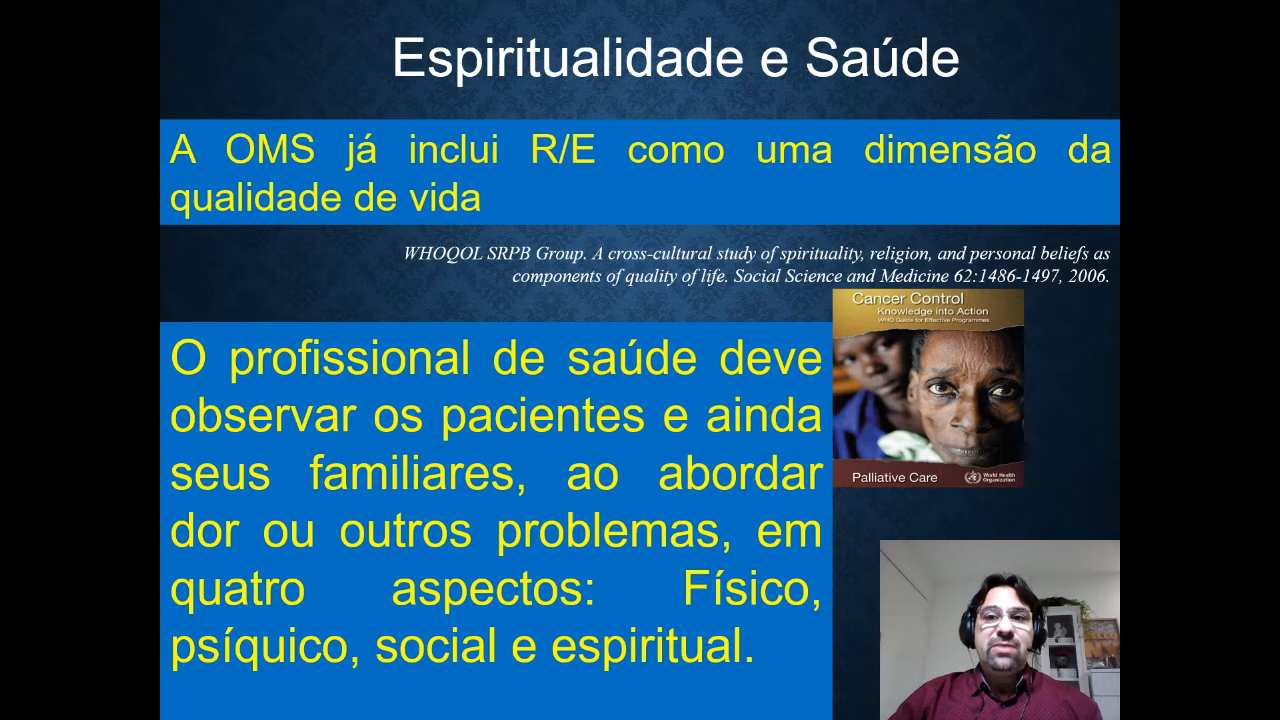 Espiritualidade e Saúde
A OMS já inclui R/E como uma dimensão da
qualidade de vida
WHOQOL SRPB Group. A cross-cultural study of spirituality, religion, and personal beliefs as
components of quality of life. Social Science and Medicine 62:1486-1497, 2006.
Cancer Control
Knowledge into Action
WHO Guide for Effective Programmes
O profissional de saúde deve
observar os pacientes e ainda
seus familiares, ao abordar
dor ou outros problemas, em
quatro aspectos: Físico,
psíquico, social e espiritual.
Palliative Care
World Health
Organization